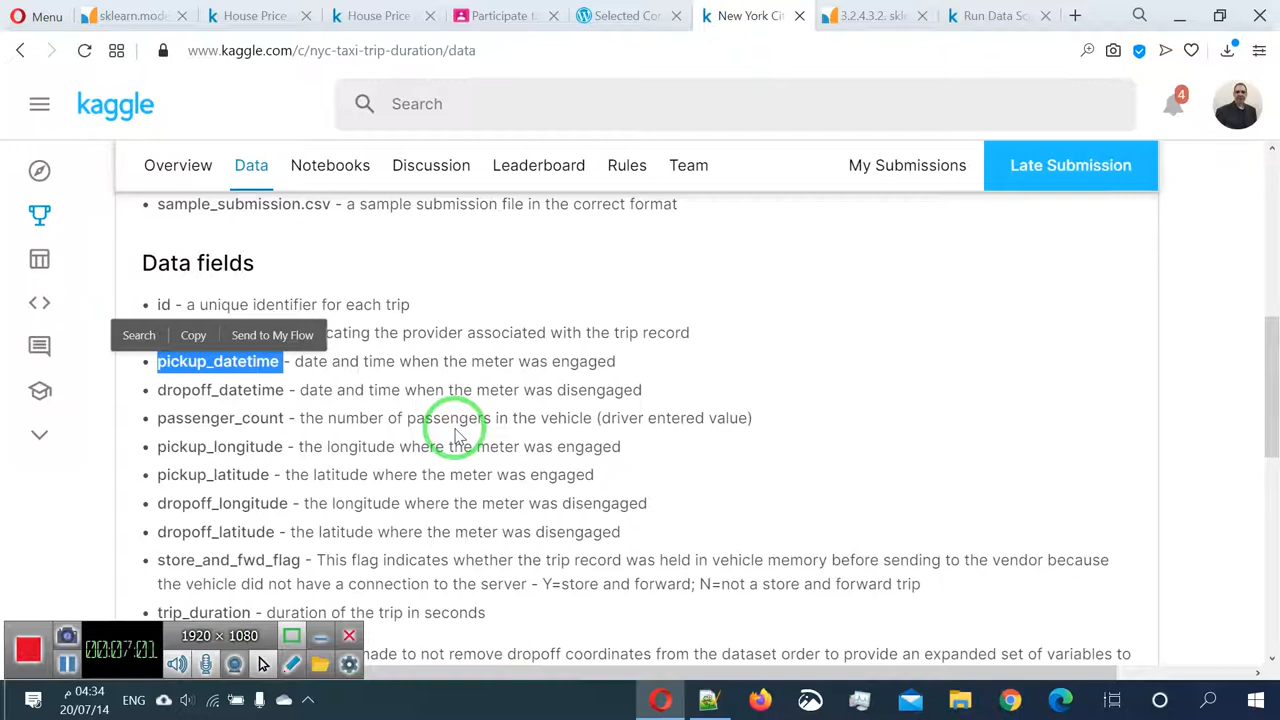 Menu
sklearn.mode
House Price
House Price
Participate to
Selected Cor
New York Ci
3.2.4.3.2. skl
Run Data Sc
www.kaggle.com/c/nyc-taxi-trip-duration/data
kaggle
Search
4
Overview Data Notebooks Discussion Leaderboard Rules Team My Submissions Late Submission
• sample_submission.csv - a sample submission file in the correct format
Data fields
• id - a unique identifier for each trip
Search Copy Send to My Flow
cating the provider associated with the trip record
• pickup_datetime - date and time when the meter was engaged
• dropoff_datetime - date and time when the meter was disengaged
• passenger_count - the number of passengers in the vehicle (driver entered value)
• pickup_longitude - the longitude where the meter was engaged
• pickup_latitude - the latitude where the meter was engaged
• dropoff_longitude - the longitude where the meter was disengaged
• dropoff_latitude - the latitude where the meter was disengaged
• store_and_fwd_flag - This flag indicates whether the trip record was held in vehicle memory before sending to the vendor because
the vehicle did not have a connection to the server - Y=store and forward; N=not a store and forward trip
• trip_duration - duration of the trip in seconds
1920 × 1080
00:07:01
nade to not remove dropoff coordinates from the dataset order to provide an expanded set of variables to
04:34 م
ENG
20/07/14